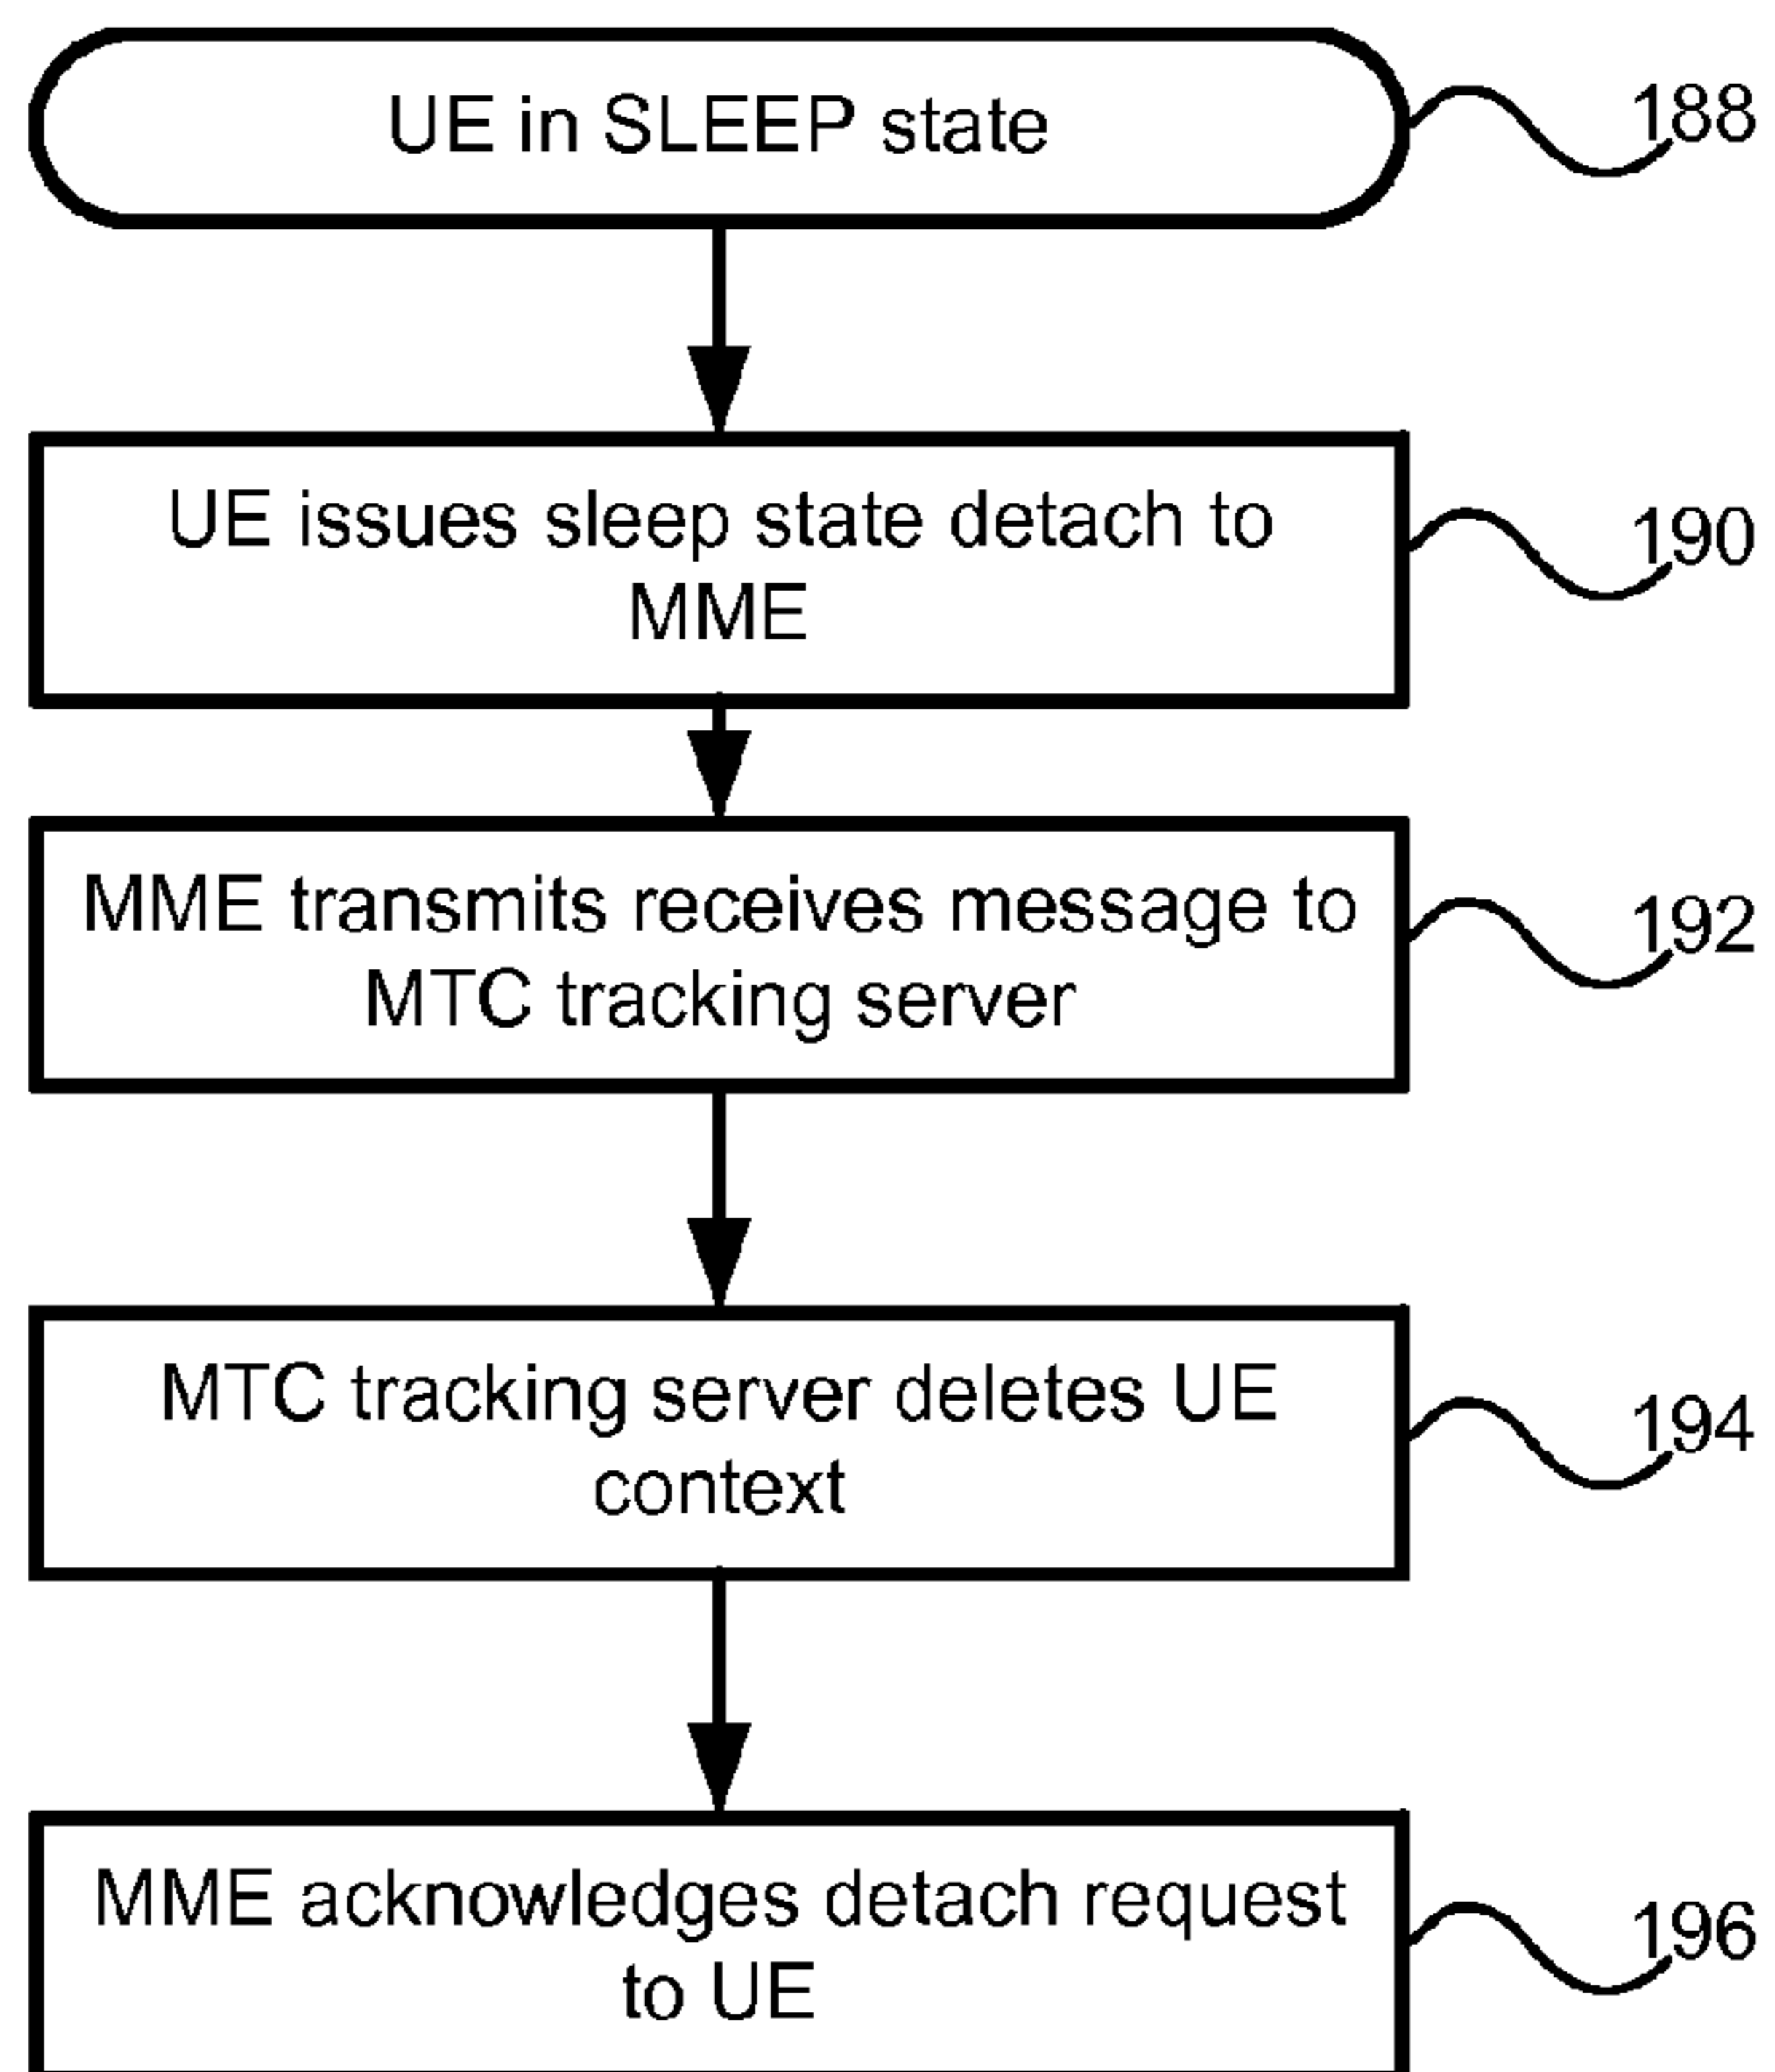 UE in SLEEP state
188
UE issues sleep state detach to
MME
190
MME transmits receives message to
MTC tracking server
192
MTC tracking server deletes UE
context
194
MME acknowledges detach request
to UE
196